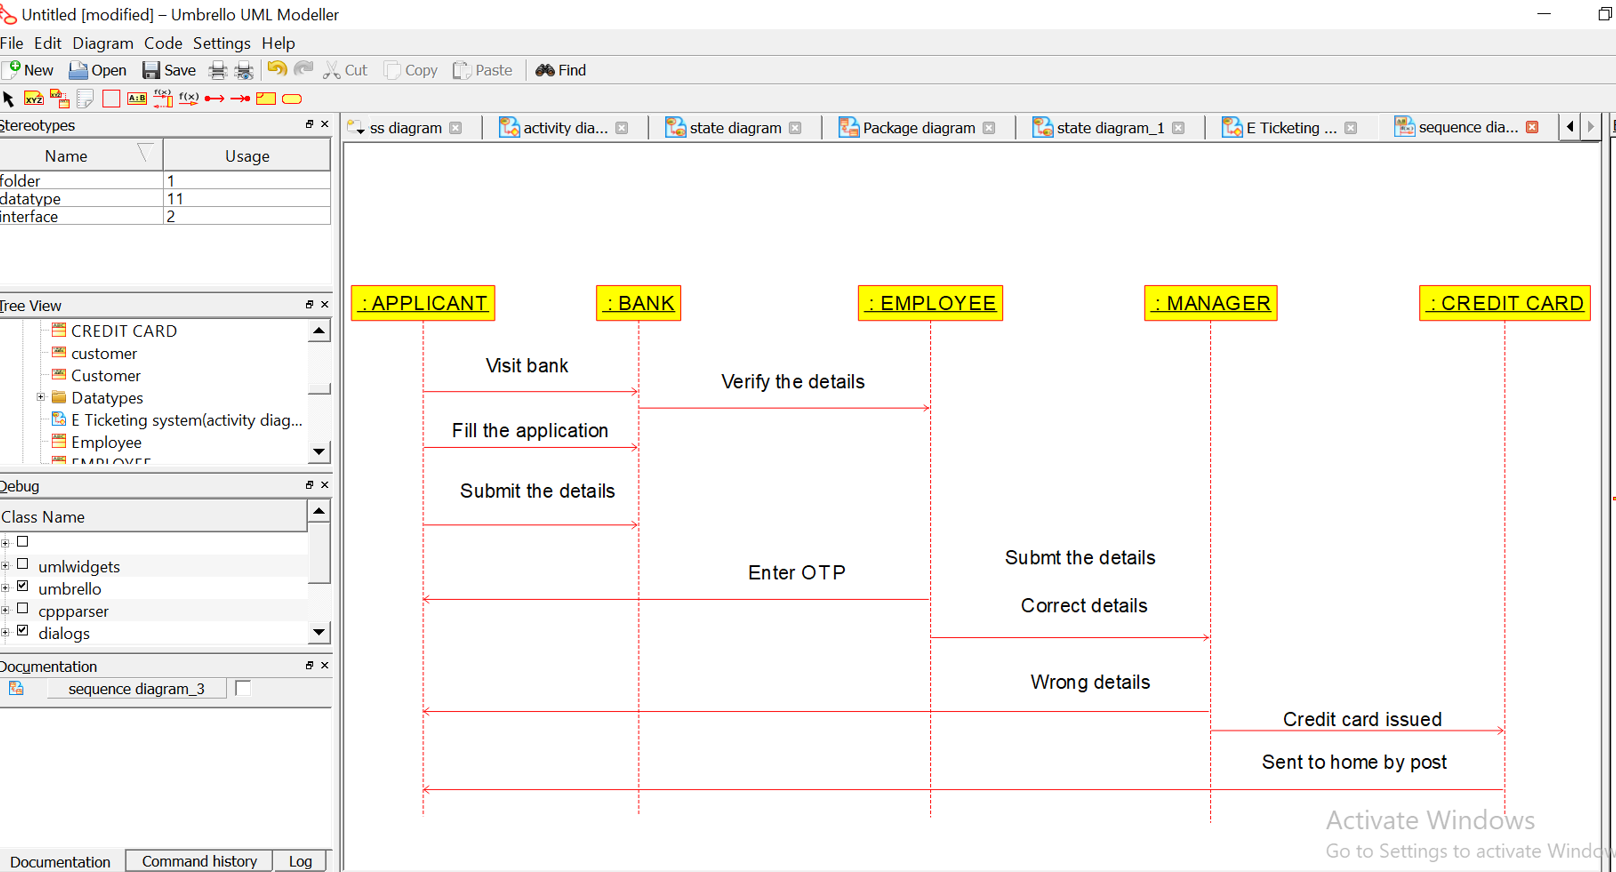 Untitled [modified] – Umbrello UML Modeller
File Edit Diagram Code Settings Help
New Open Save Cut Copy Paste Find
Stereotypes
Name Usage
folder 1
datatype 11
interface 2
Tree View
CREDIT CARD
customer
Customer
Datatypes
E Ticketing system(activity diag...
Employee
EMPLOYEE
Debug
Class Name
umlwidgets
umbrello
cppparser
dialogs
Documentation
sequence diagram_3
Documentation Command history Log
ss diagram activity dia... state diagram Package diagram state diagram_1 E Ticketing ... sequence dia...
: APPLICANT : BANK : EMPLOYEE : MANAGER : CREDIT CARD
Visit bank
Verify the details
Fill the application
Submit the details
Submt the details
Enter OTP
Correct details
Wrong details
Credit card issued
Sent to home by post
Activate Windows
Go to Settings to activate Window